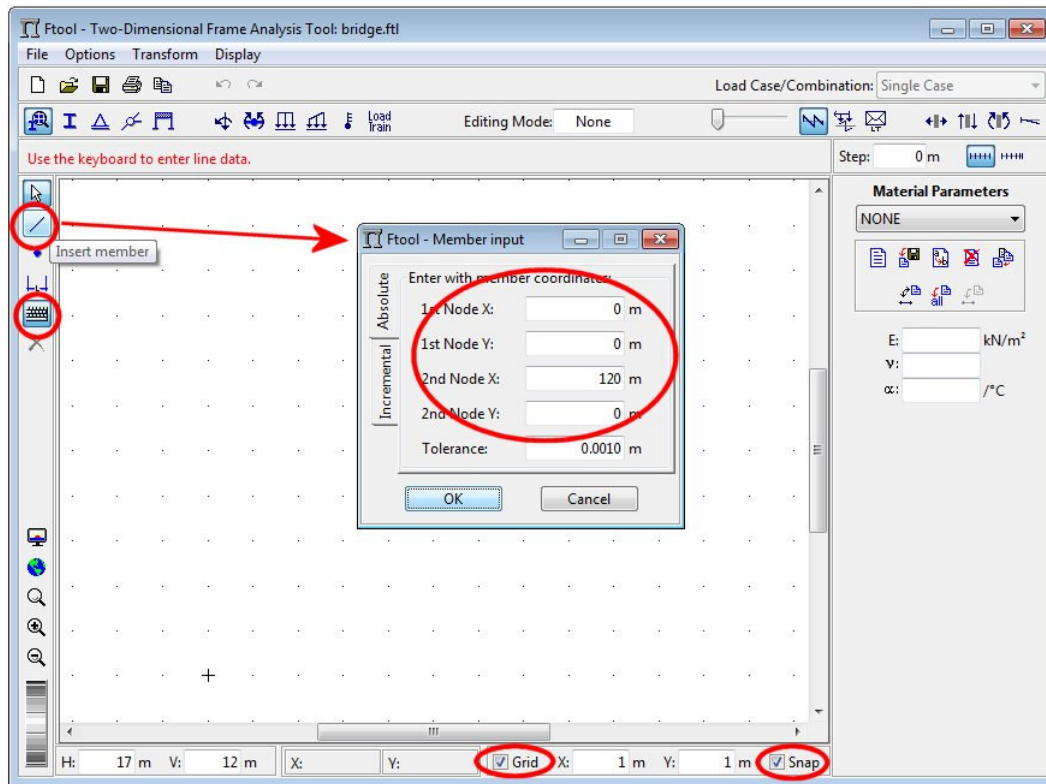 Ftool - Two-Dimensional Frame Analysis Tool: bridge.ftl
File Options Transform Display
Load Case/Combination: Single Case
Load Train Editing Mode: None LT
Use the keyboard to enter line data.
Step: 0 m
Insert member
Ftool - Member input
Absolute
Incremental
Enter with member coordinates:
1st Node X: 0 m
1st Node Y: 0 m
2nd Node X: 120 m
2nd Node Y: 0 m
Tolerance: 0.0010 m
OK Cancel
Material Parameters
NONE
all
E: kN/m²
ν:
α: /°C
H: 17 m V: 12 m X: Y: Grid X: 1 m Y: 1 m Snap